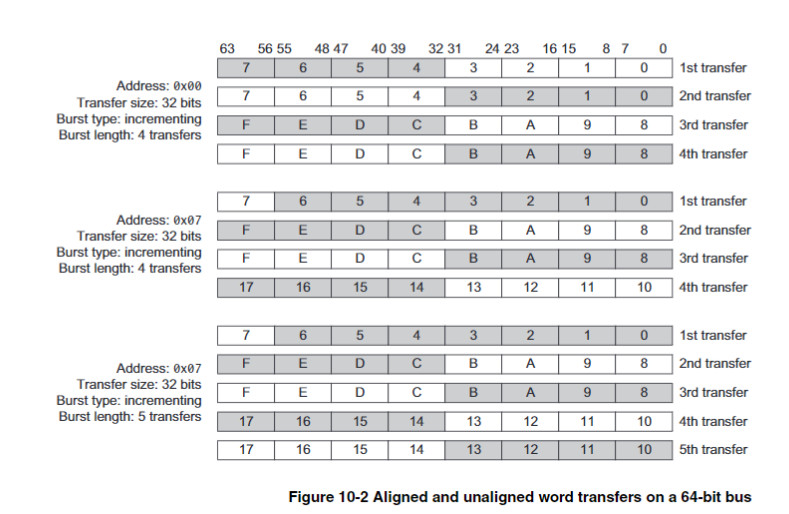 63 56 55 48 47 40 39 32 31 24 23 16 15 8 7 0
7 6 5 4 3 2 1 0 1st transfer
Address: 0x00
7 6 5 4 3 2 1 0 2nd transfer
Transfer size: 32 bits
Burst type: incrementing
F E D C B A 9 8 3rd transfer
Burst length: 4 transfers
F E D C B A 9 8 4th transfer
7 6 5 4 3 2 1 0 1st transfer
Address: 0x07
F E D C B A 9 8 2nd transfer
Transfer size: 32 bits
Burst type: incrementing
F E D C B A 9 8 3rd transfer
Burst length: 4 transfers
17 16 15 14 13 12 11 10 4th transfer
7 6 5 4 3 2 1 0 1st transfer
F E D C B A 9 8 2nd transfer
Address: 0x07
Transfer size: 32 bits
F E D C B A 9 8 3rd transfer
Burst type: incrementing
Burst length: 5 transfers
17 16 15 14 13 12 11 10 4th transfer
17 16 15 14 13 12 11 10 5th transfer
Figure 10-2 Aligned and unaligned word transfers on a 64-bit bus